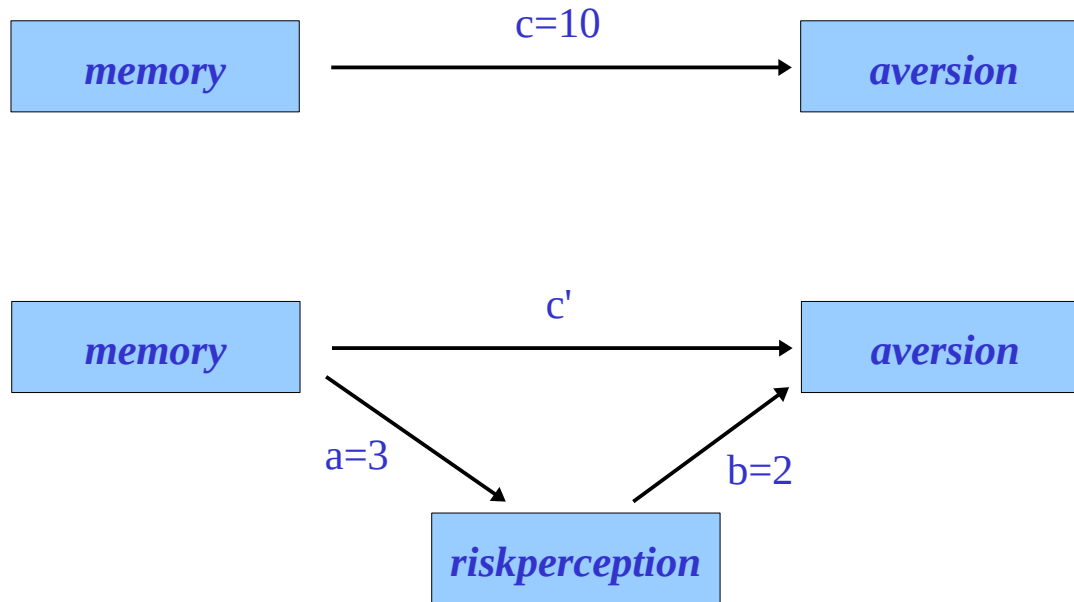 c=10
memory
aversion
c'
memory
aversion
a=3
b=2
riskperception